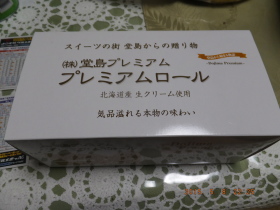 スイーツの街 堂島からの贈り物
㈱堂島プレミアム
プレミアムロール
北海道産 生クリーム使用
気品溢れる本物の味わい
Dojima Premium